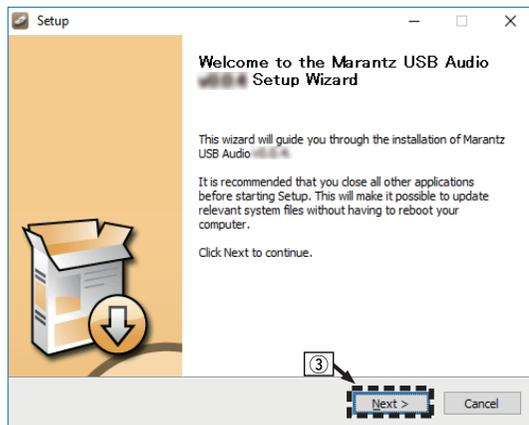 Setup
Welcome to the Marantz USB Audio
Setup Wizard
This wizard will guide you through the installation of Marantz
USB Audio
It is recommended that you close all other applications
before starting Setup. This will make it possible to update
relevant system files without having to reboot your
computer.
Click Next to continue.
③
Next >
Cancel